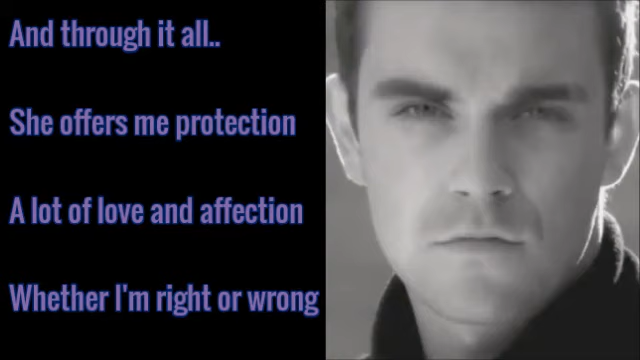 And through it all..
She offers me protection
A lot of love and affection
Whether I'm right or wrong